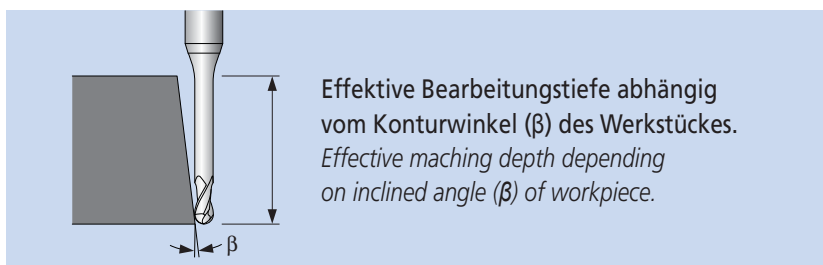 Effektive Bearbeitungstiefe abhängig
vom Konturwinkel (β) des Werkstückes.
Effective maching depth depending
on inclined angle (β) of workpiece.
β